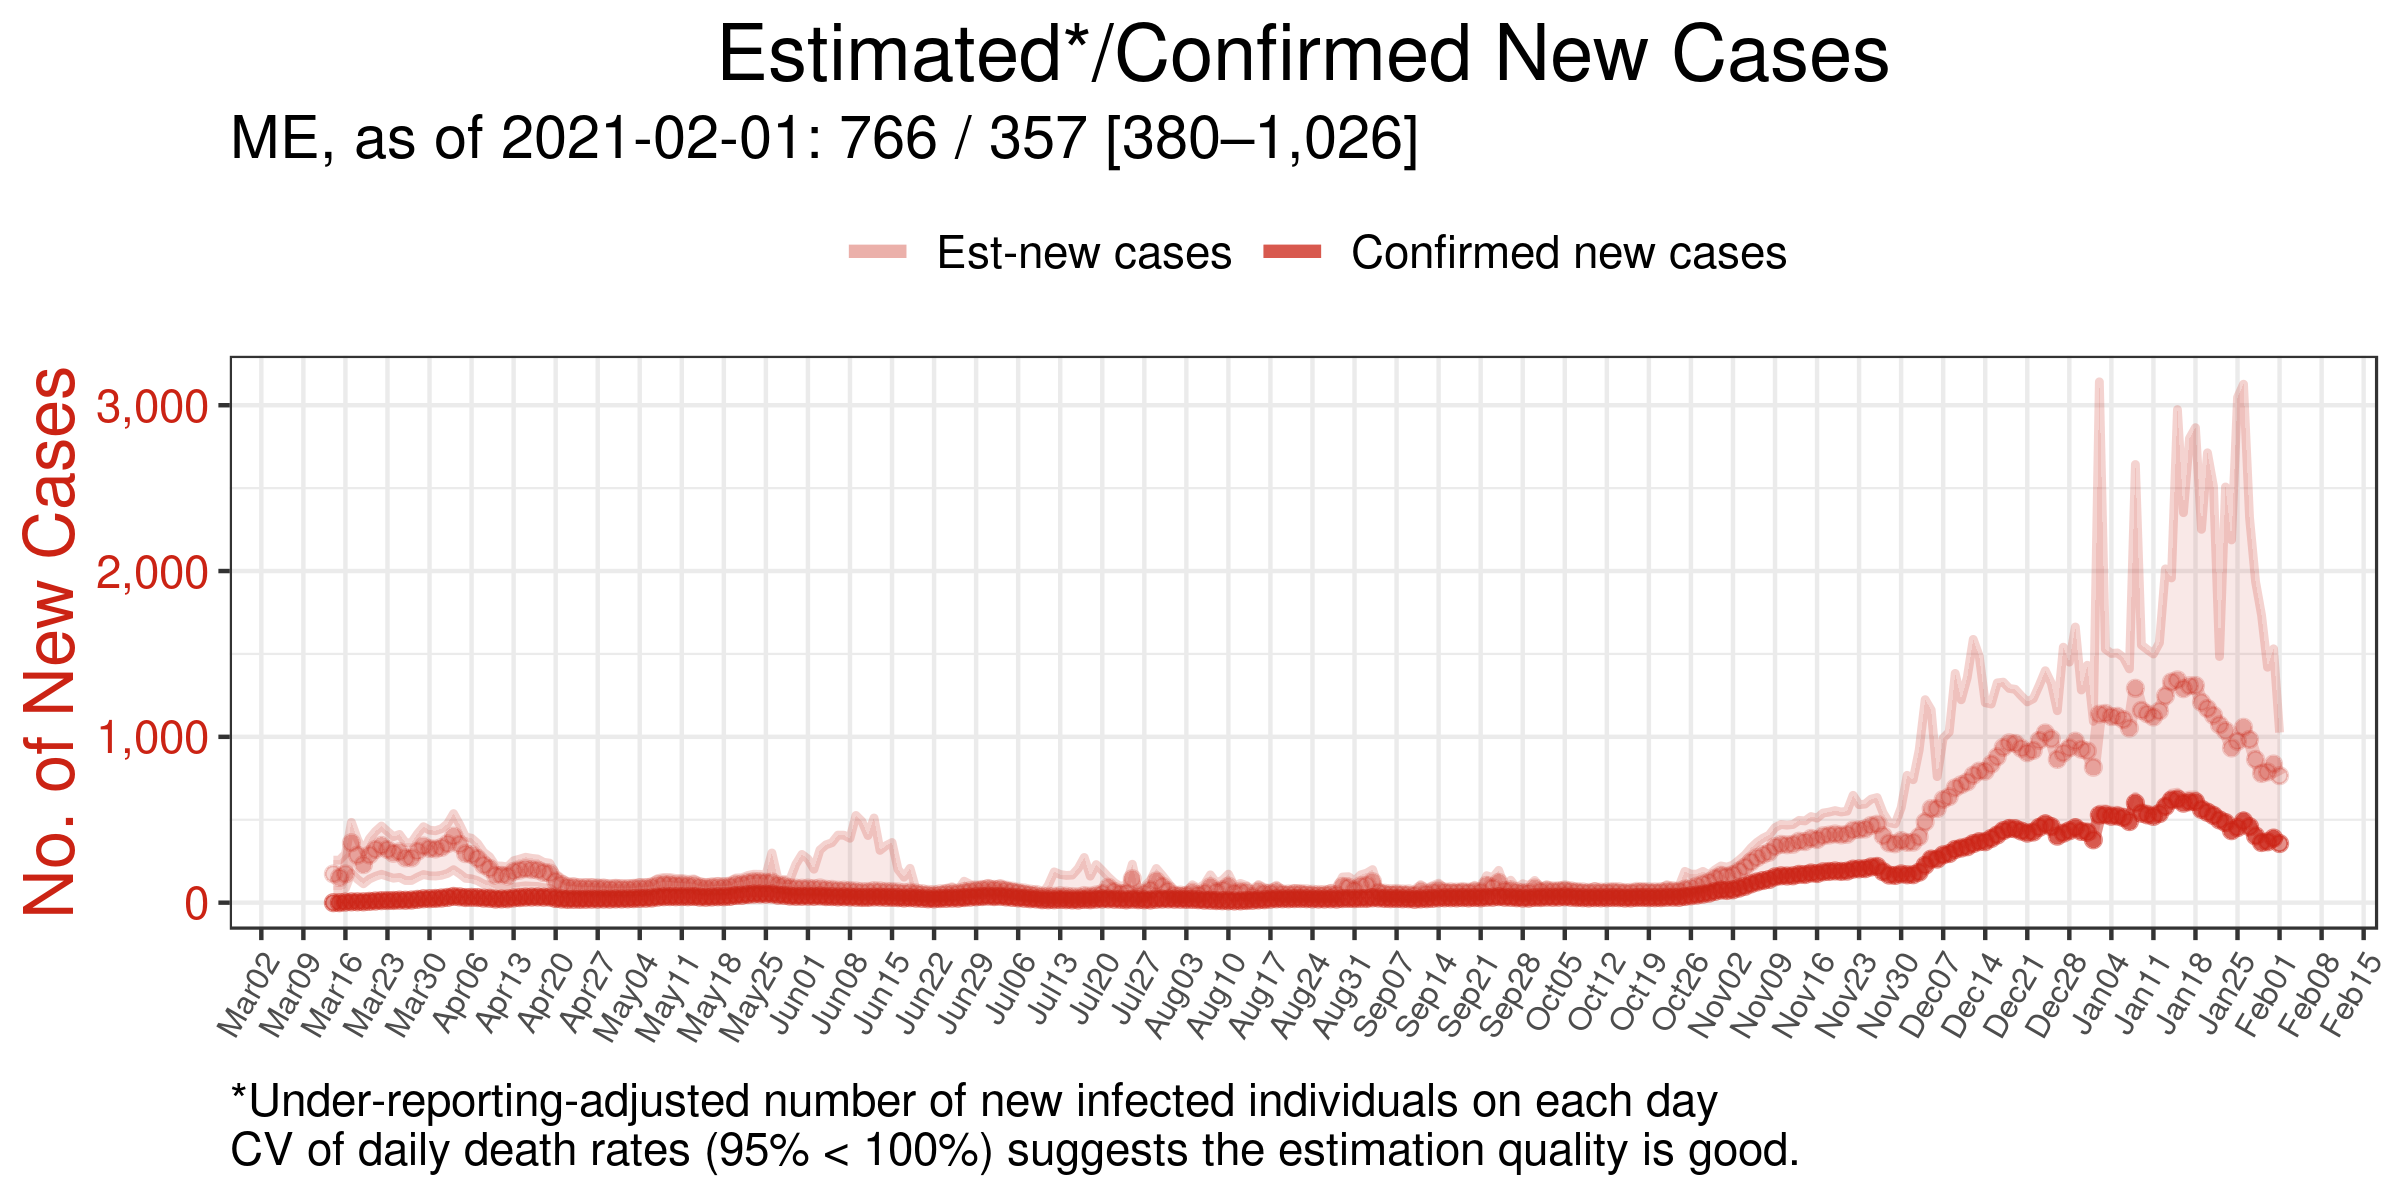 Estimated*/Confirmed New Cases
ME, as of 2021-02-01: 766 / 357 [380–1,026]
Est-new cases
Confirmed new cases
No. of New Cases
3,000
2,000
1,000
0
Mar02
Mar09
Mar16
Mar23
Mar30
Apr06
Apr13
Apr20
Apr27
May04
May11
May18
May25
Jun01
Jun08
Jun15
Jun22
Jun29
Jul06
Jul13
Jul20
Jul27
Aug03
Aug10
Aug17
Aug24
Aug31
Sep07
Sep14
Sep21
Sep28
Oct05
Oct12
Oct19
Oct26
Nov02
Nov09
Nov16
Nov23
Nov30
Dec07
Dec14
Dec21
Dec28
Jan04
Jan11
Jan18
Jan25
Feb01
Feb08
Feb15
*Under-reporting-adjusted number of new infected individuals on each day
CV of daily death rates (95% < 100%) suggests the estimation quality is good.